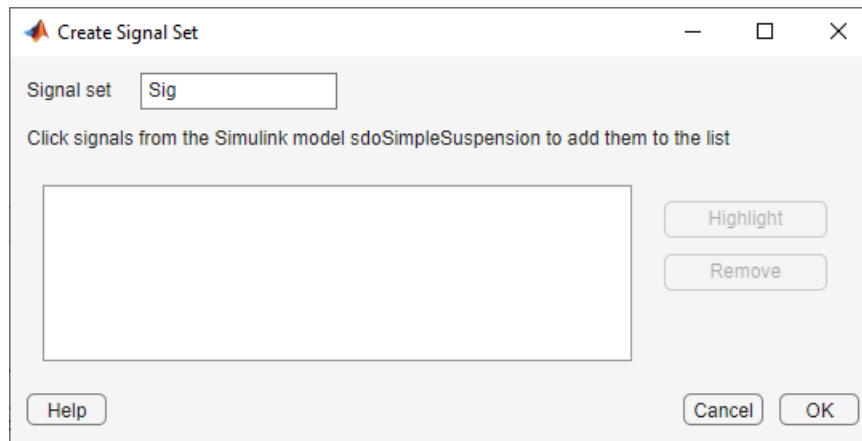 Create Signal Set
Signal set Sig
Click signals from the Simulink model sdoSimpleSuspension to add them to the list
Highlight
Remove
Help Cancel OK